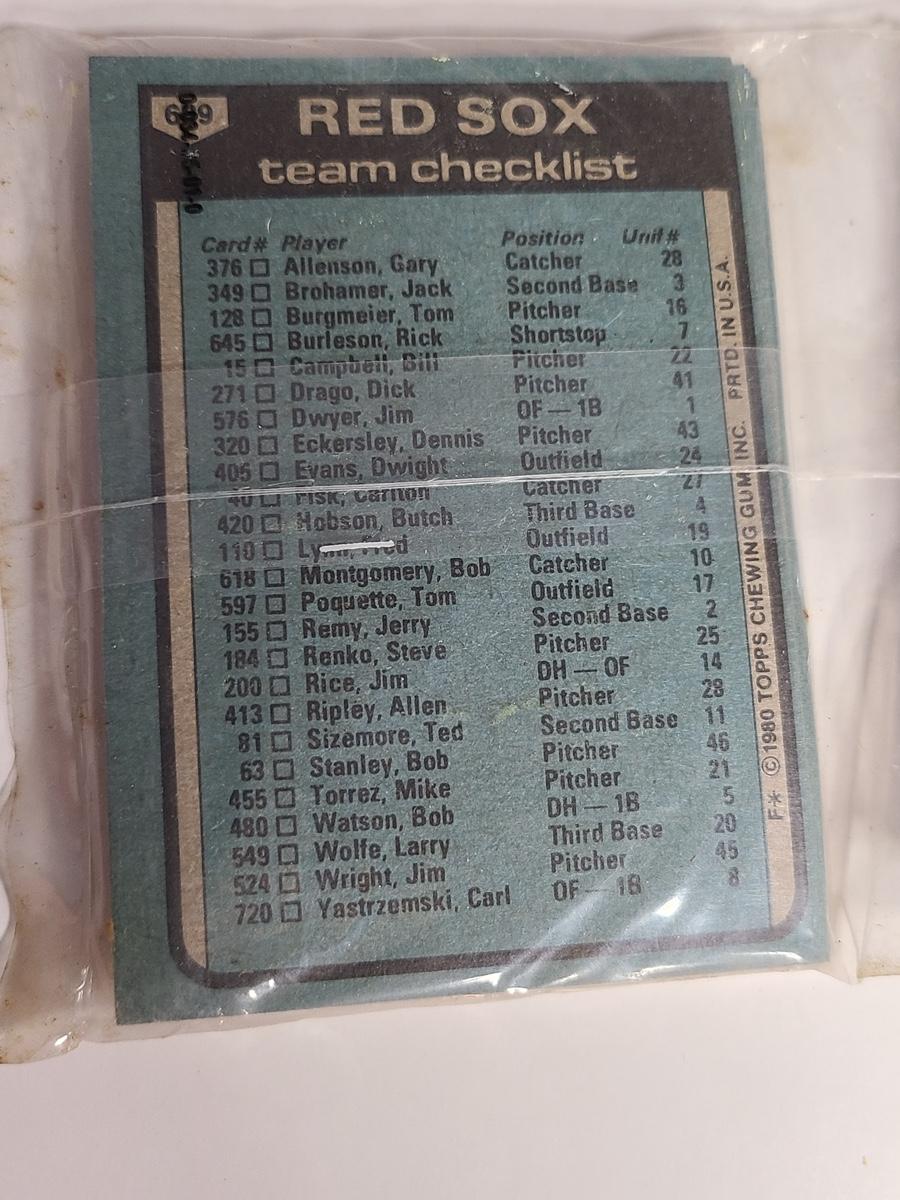 RED SOX
team checklist
Card # Player Position Unif #
376 Allenson, Gary Catcher 28
349 Brohamer, Jack Second Base 3
128 Burgmeier, Tom Pitcher 16
645 Burleson, Rick Shortstop 7
15 Campbell, Bill Pitcher 22
271 Drago, Dick Pitcher 41
576 Dwyer, Jim OF — 1B 1
320 Eckersley, Dennis Pitcher 43
405 Evans, Dwight Outfield 24
40 Fisk, Carlton Catcher 27
420 Hobson, Butch Third Base 4
110 Lynn, Fred Outfield 19
618 Montgomery, Bob Catcher 10
597 Poquette, Tom Outfield 17
155 Remy, Jerry Second Base 2
184 Renko, Steve Pitcher 25
200 Rice, Jim DH — OF 14
413 Ripley, Allen Pitcher 28
81 Sizemore, Ted Second Base 11
63 Stanley, Bob Pitcher 46
455 Torrez, Mike Pitcher 21
480 Watson, Bob DH — 1B 5
549 Wolfe, Larry Third Base 20
524 Wright, Jim Pitcher 45
720 Yastrzemski, Carl OF — 1B 8
F* © 1980 TOPPS CHEWING GUM, INC. PRTD. IN U.S.A.